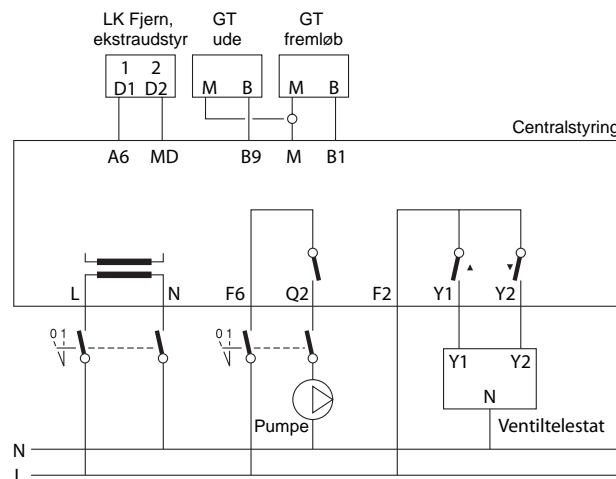 LK Fjern, ekstraudstyr
GT ude
GT fremløb
1 2
D1 D2
M B
M B
Centralstyring
A6 MD B9 M B1
L N F6 Q2 F2 Y1 Y2
0 1
0 1
Y1 Y2
N
Pumpe
Ventiltelestat
N
L